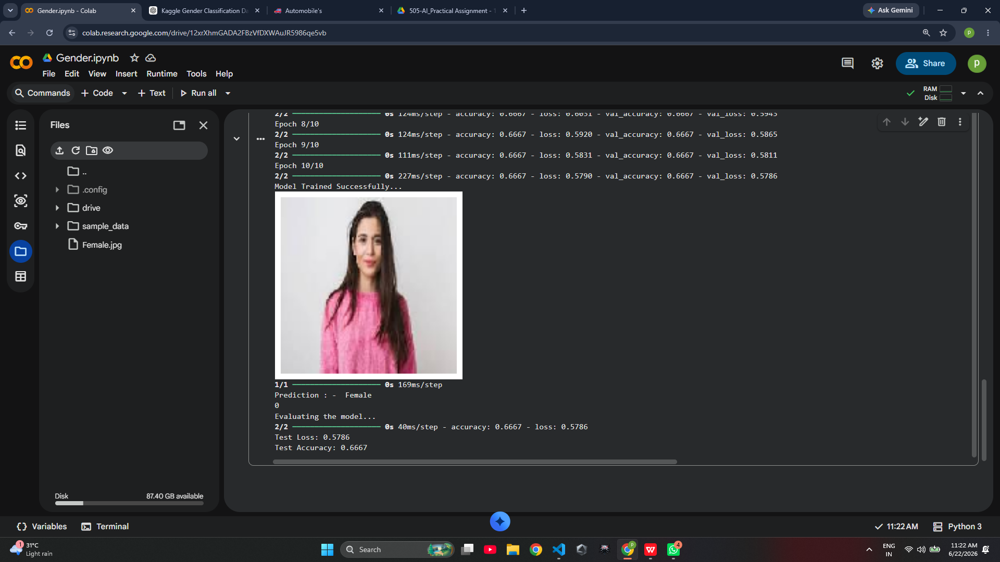 Gender.ipynb - Colab
Kaggle Gender Classification Da
Automobile's
505-AI_Practical Assignment - 1
Ask Gemini
colab.research.google.com/drive/12xrXhmGADA2FBzVfDXWAuJR5986qe5vb
P
Gender.ipynb
Share
p
File Edit View Insert Runtime Tools Help
Commands + Code + Text Run all
RAM
Disk
Files
..
.config
drive
sample_data
Female.jpg
Disk 87.40 GB available
2/2 0s 124ms/step - accuracy: 0.6667 - loss: 0.6051 - val_accuracy: 0.6667 - val_loss: 0.5945
Epoch 8/10
2/2 0s 124ms/step - accuracy: 0.6667 - loss: 0.5920 - val_accuracy: 0.6667 - val_loss: 0.5865
Epoch 9/10
2/2 0s 111ms/step - accuracy: 0.6667 - loss: 0.5831 - val_accuracy: 0.6667 - val_loss: 0.5811
Epoch 10/10
2/2 0s 227ms/step - accuracy: 0.6667 - loss: 0.5790 - val_accuracy: 0.6667 - val_loss: 0.5786
Model Trained Successfully...
1/1 0s 169ms/step
Prediction : -  Female
0
Evaluating the model...
2/2 0s 40ms/step - accuracy: 0.6667 - loss: 0.5786
Test Loss: 0.5786
Test Accuracy: 0.6667
Variables Terminal
11:22 AM Python 3
1
31°C
Light rain
Search
P
W
4
ENG
IN
11:22 AM
6/22/2026